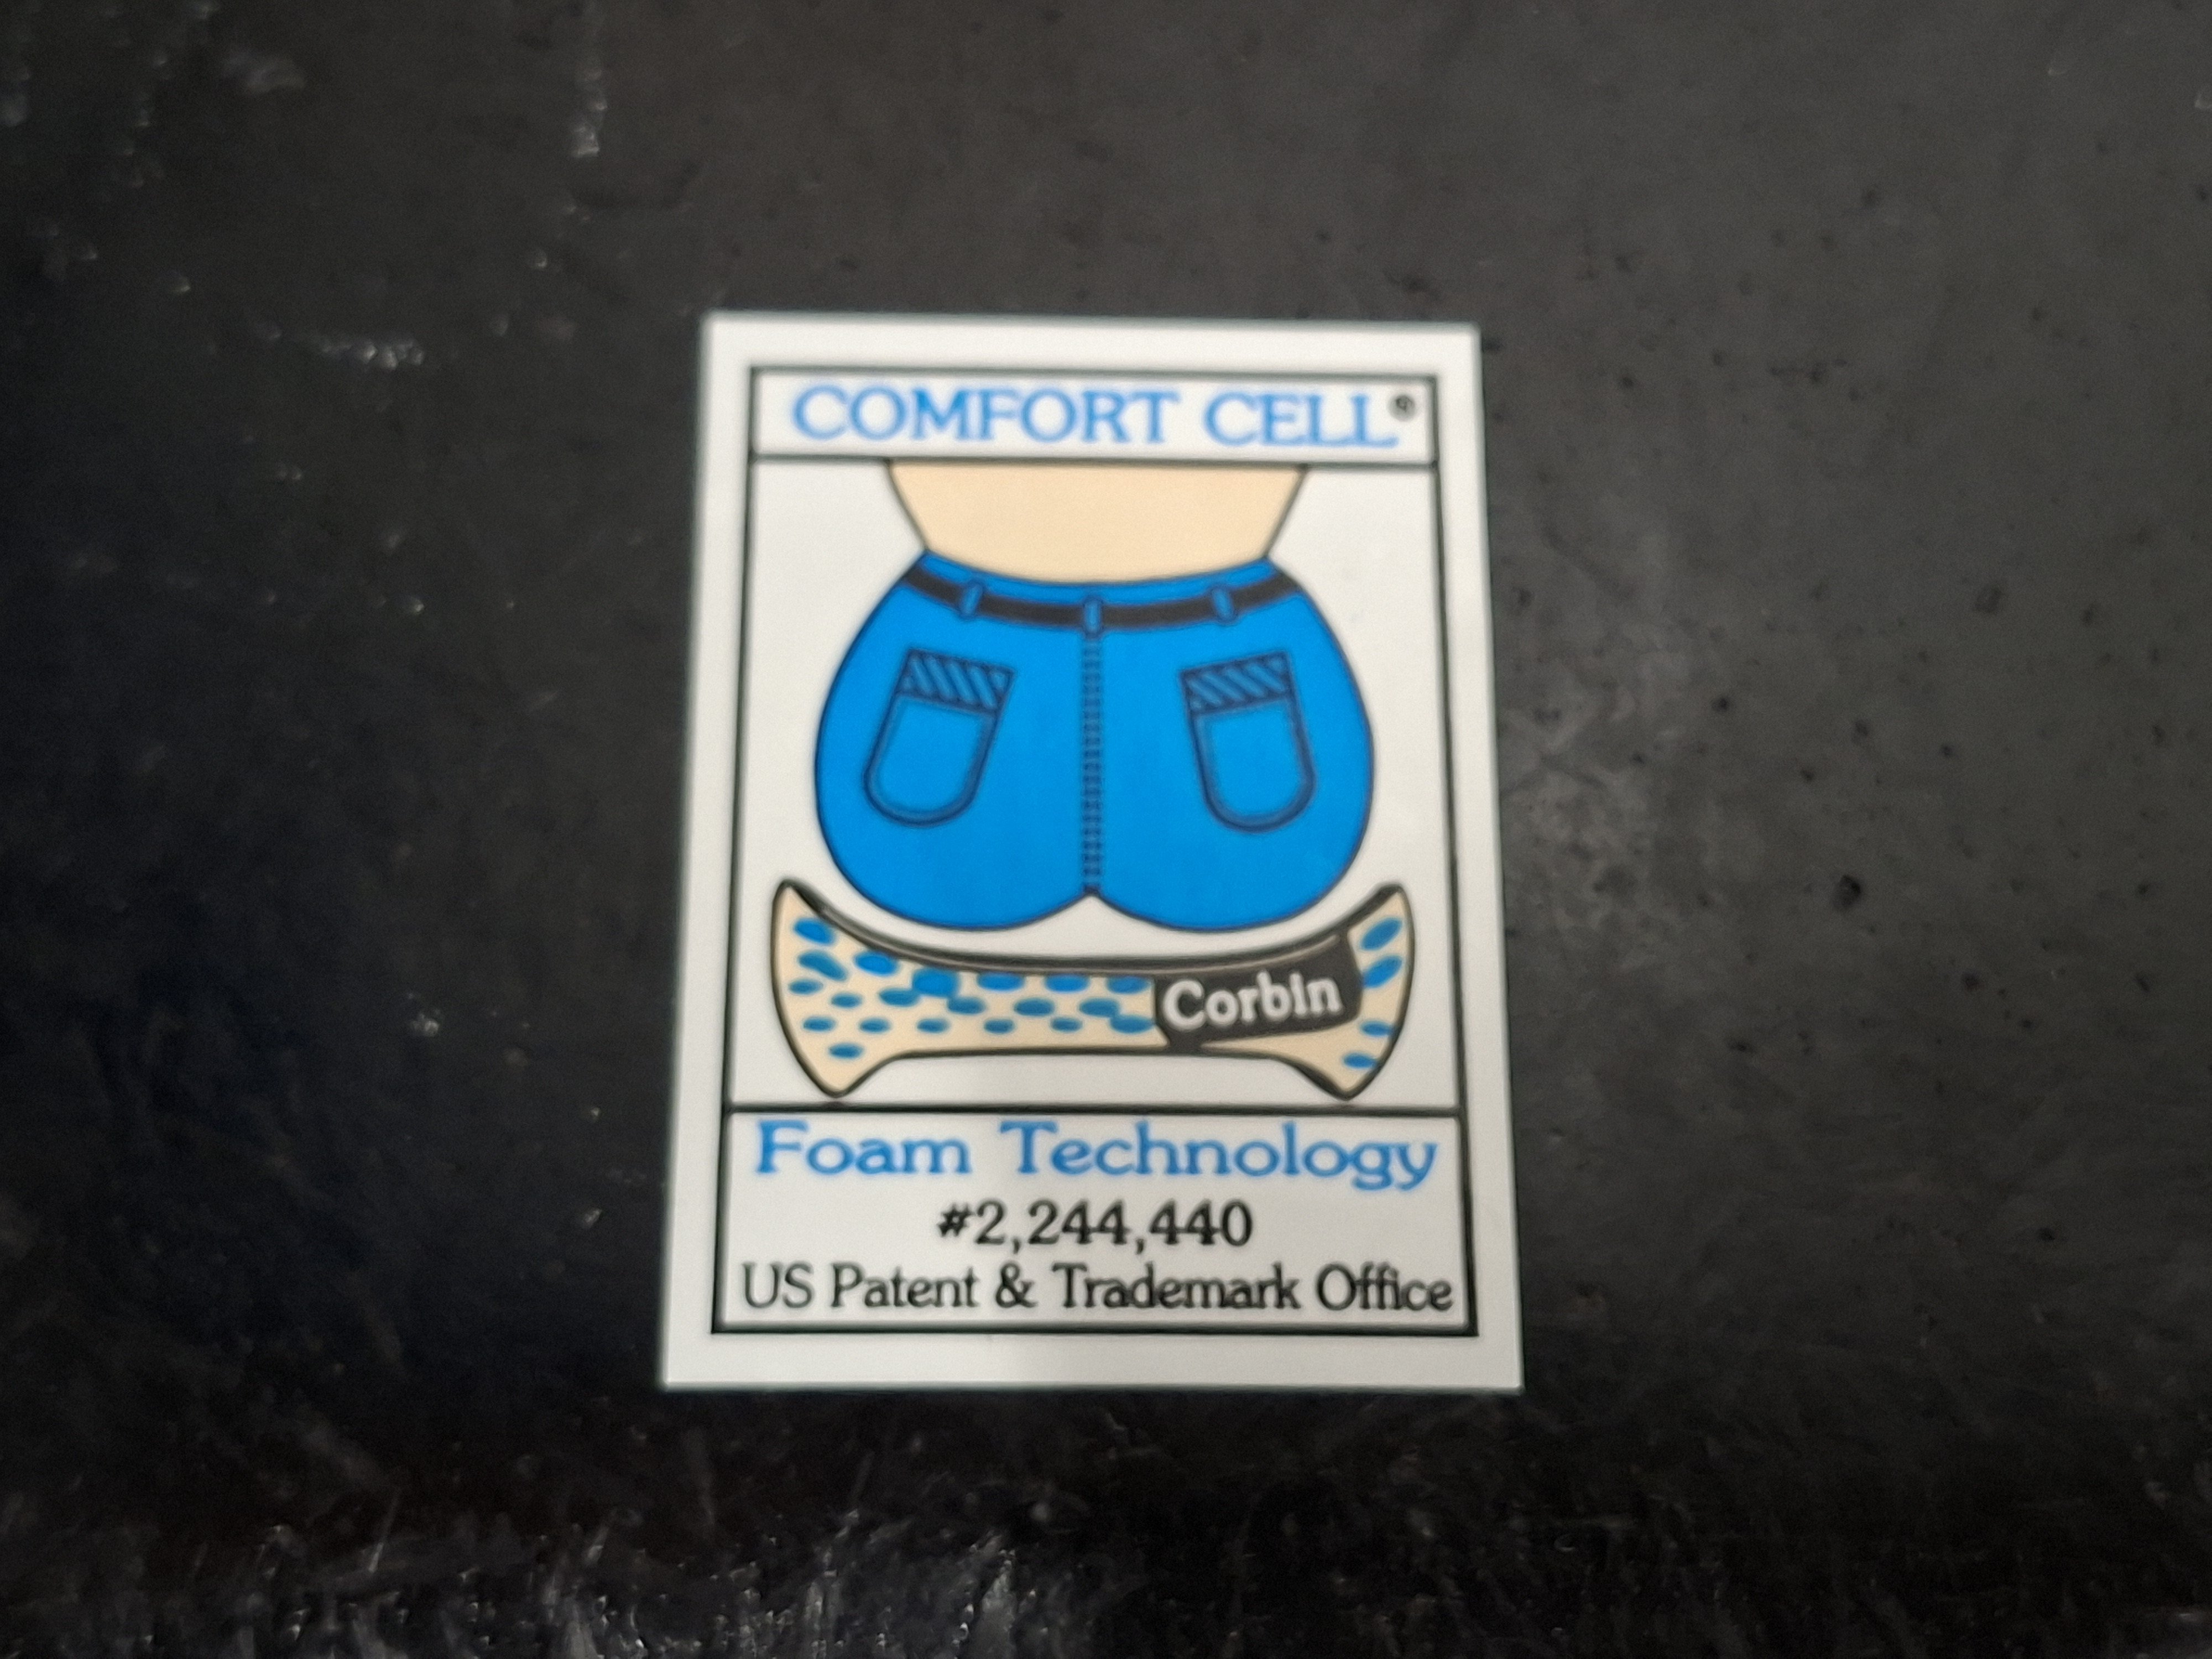 COMFORT CELL®
Corbin
Foam Technology
#2,244,440
US Patent & Trademark Office